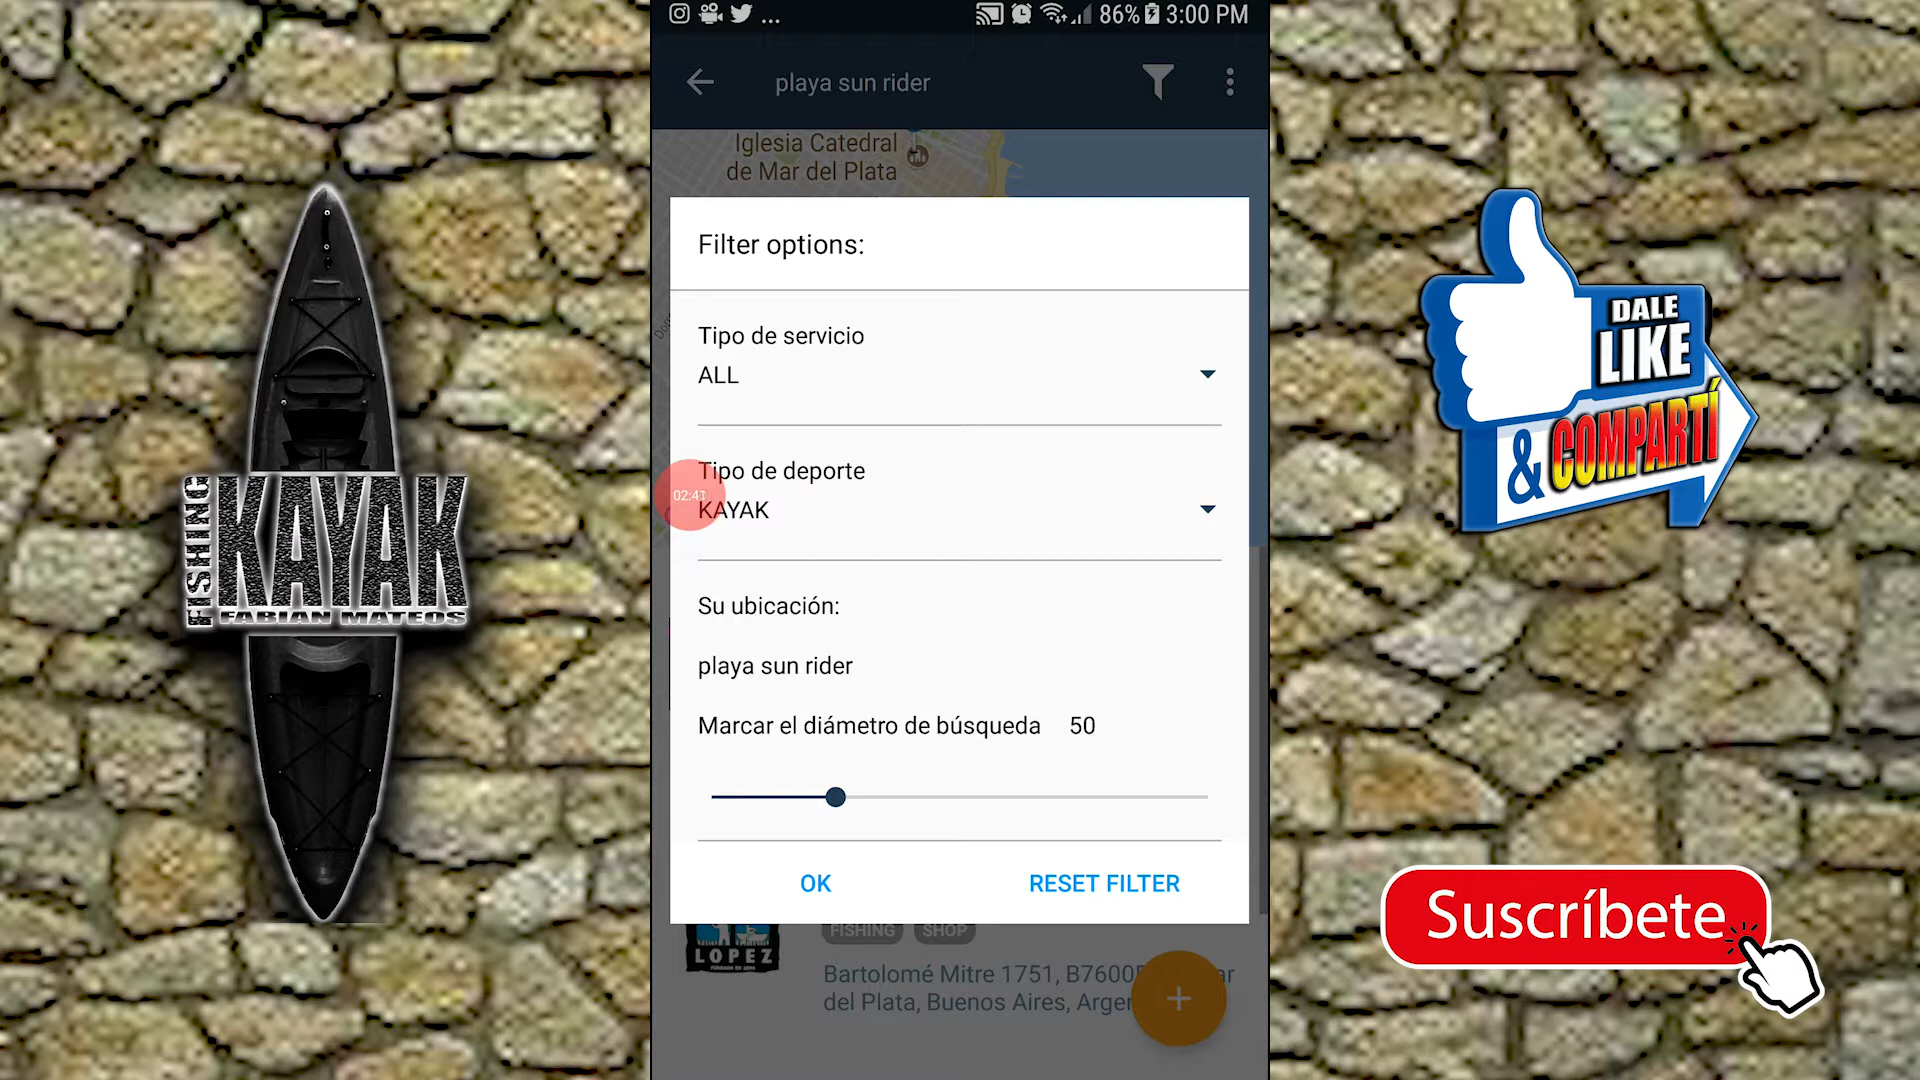 ... 86% 3:00 PM
playa sun rider
Iglesia Catedral
de Mar del Plata
Filter options:
Tipo de servicio
ALL
Tipo de deporte
02:41
KAYAK
Su ubicación:
playa sun rider
Marcar el diámetro de búsqueda 50
OK RESET FILTER
FISHING SHOP
LOPEZ
Bartolomé Mitre 1751, B7600
del Plata, Buenos Aires,
FISHING
KAYAK
FABIAN MATEOS
DALE
LIKE
& COMPARTÍ
Suscríbete